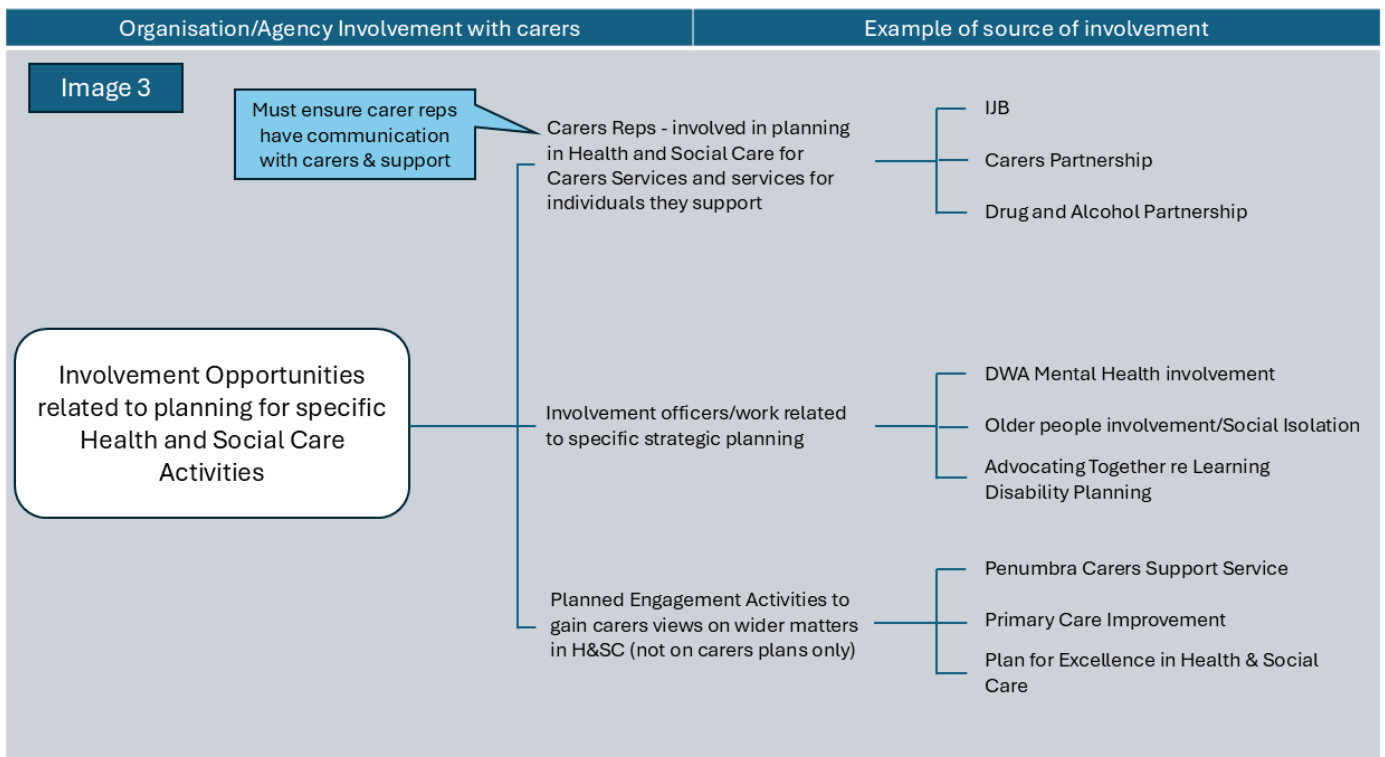 Organisation/Agency Involvement with carers
Example of source of involvement
Image 3
Must ensure carer reps
have communication
with carers & support
Carers Reps - involved in planning
in Health and Social Care for
Carers Services and services for
individuals they support
IJB
Carers Partnership
Drug and Alcohol Partnership
Involvement Opportunities
related to planning for specific
Health and Social Care
Activities
Involvement officers/work related
to specific strategic planning
DWA Mental Health involvement
Older people involvement/Social Isolation
Advocating Together re Learning
Disability Planning
Planned Engagement Activities to
gain carers views on wider matters
in H&SC (not on carers plans only)
Penumbra Carers Support Service
Primary Care Improvement
Plan for Excellence in Health & Social
Care